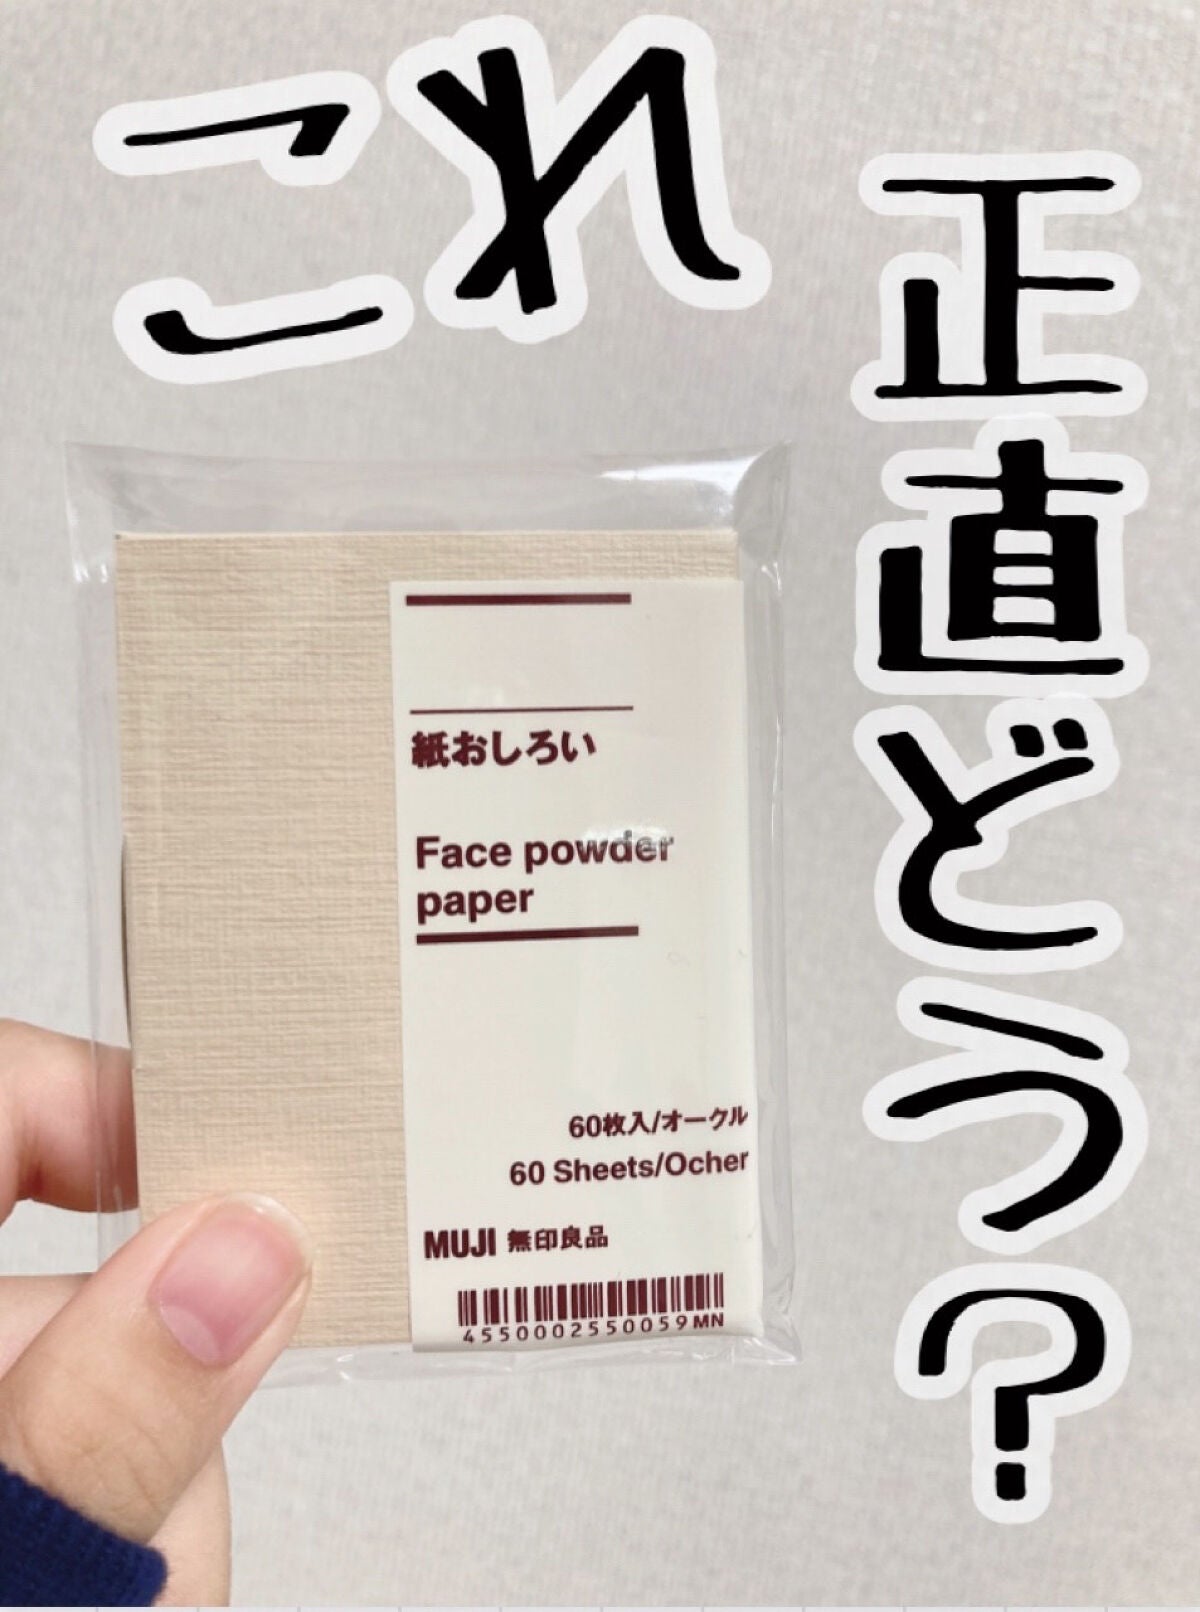 これ
正直どう?
紙おしろい
Face powder
paper
60枚入/オークル
60 Sheets/Ocher
MUJI 無印良品
4550002550059MN